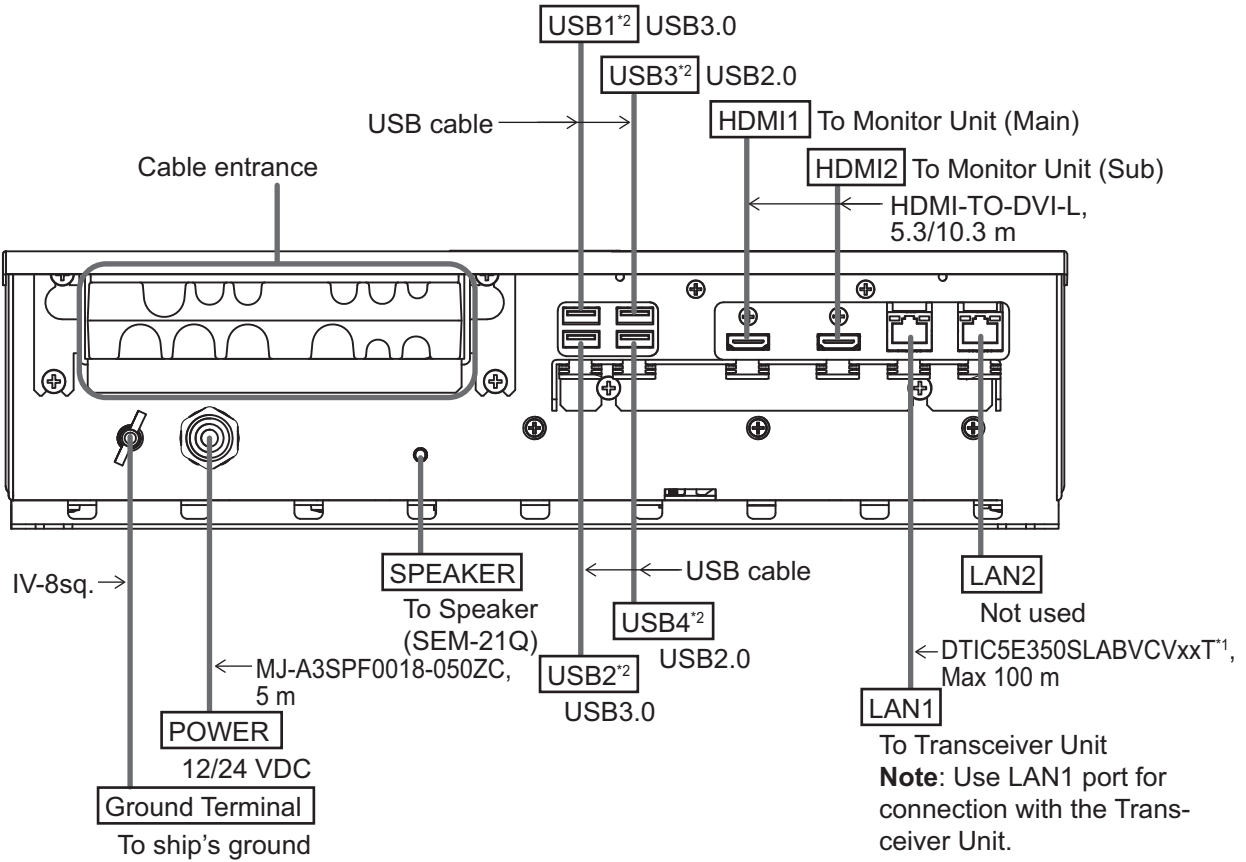 USB1*2 USB3.0
USB3*2 USB2.0
USB cable
HDMI1 To Monitor Unit (Main)
Cable entrance
HDMI2 To Monitor Unit (Sub)
HDMI-TO-DVI-L,
5.3/10.3 m
IV-8sq.
SPEAKER
To Speaker
(SEM-21Q)
USB cable
LAN2
Not used
USB4*2
USB2.0
MJ-A3SPF0018-050ZC,
5 m
USB2*2
USB3.0
DTIC5E350SLABVCVxxT*1,
Max 100 m
POWER
12/24 VDC
LAN1
To Transceiver Unit
Note: Use LAN1 port for
connection with the Trans-
ceiver Unit.
Ground Terminal
To ship's ground